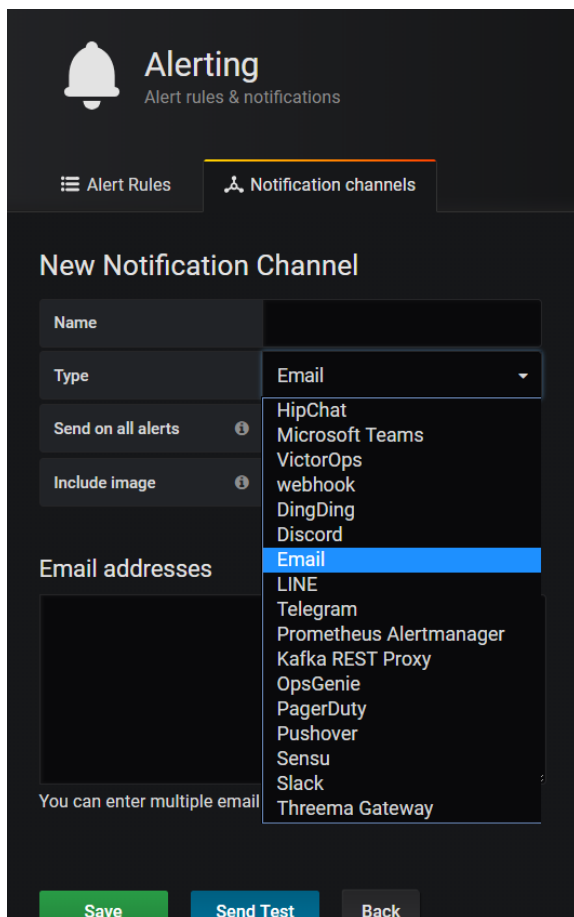 Alerting
Alert rules & notifications
Alert Rules
Notification channels
New Notification Channel
Name
Type
Email
Send on all alerts
Include image
HipChat
Microsoft Teams
VictorOps
webhook
DingDing
Discord
Email
LINE
Telegram
Prometheus Alertmanager
Kafka REST Proxy
OpsGenie
PagerDuty
Pushover
Sensu
Slack
Threema Gateway
Email addresses
You can enter multiple email
Save
Send Test
Back